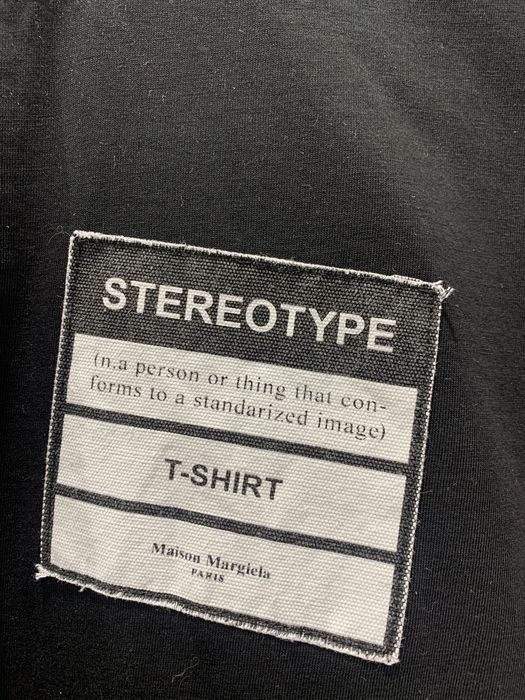 STEREOTYPE
(n.a person or thing that con-
forms to a standarized image)
T-SHIRT
Maison Margiela
PARIS